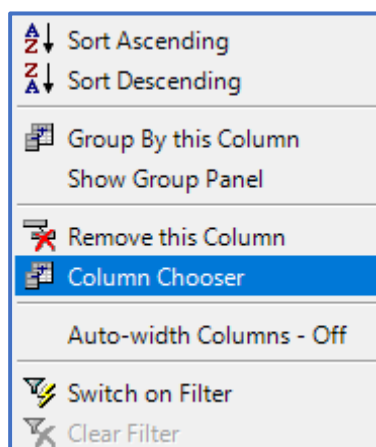 Sort Ascending
Sort Descending
Group By this Column
Show Group Panel
Remove this Column
Column Chooser
Auto-width Columns - Off
Switch on Filter
Clear Filter